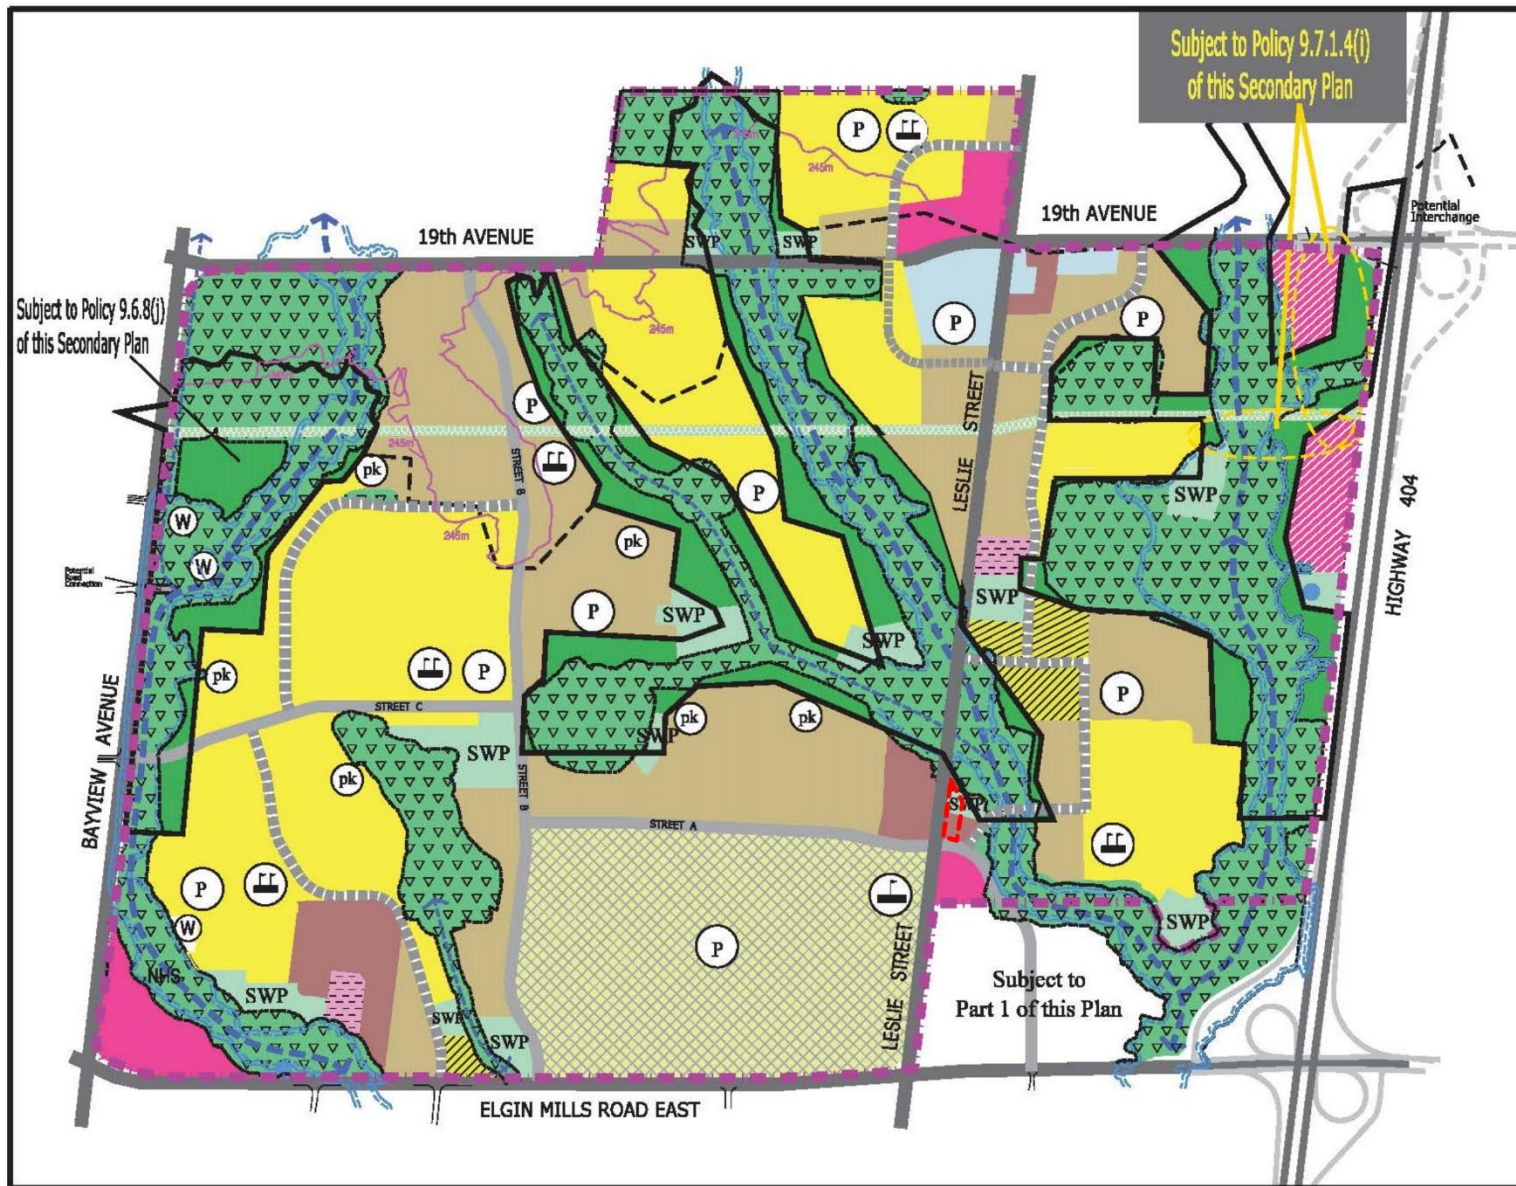 Subject to Policy 9.7.1.4(i)
of this Secondary Plan
P
245m
19th AVENUE
19th AVENUE
Potential
Interchange
SWP
SWP
Subject to Policy 9.6.8(j)
of this Secondary Plan
P
P
245m
P
LESLIE STREET
245m
STREET B
pk
P
SWP
404
W
245m
pk
W
Potential
Road
Connection
P
SWP
SWP
SWP
HIGHWAY
pk
P
P
STREET C
pk
pk
BAYVIEW AVENUE
SWP
SWP
pk
STREET B
SWP
STREET A
P
W
P
SWP
LESLIE STREET
NHS
SWP
Subject to
Part 1 of this Plan
SWP
SWP
ELGIN MILLS ROAD EAST